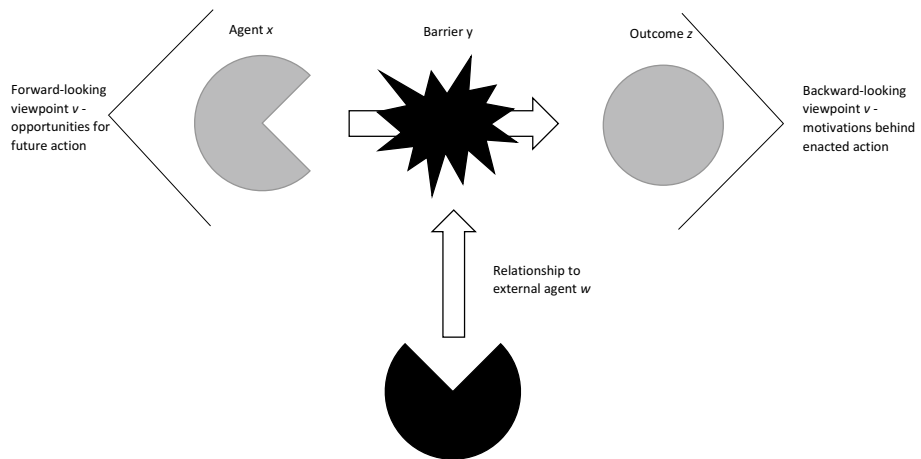 Agent x
Barrier y
Outcome z
Forward-looking
viewpoint v -
opportunities for
future action
Backward-looking
viewpoint v -
motivations behind
enacted action
Relationship to
external agent w